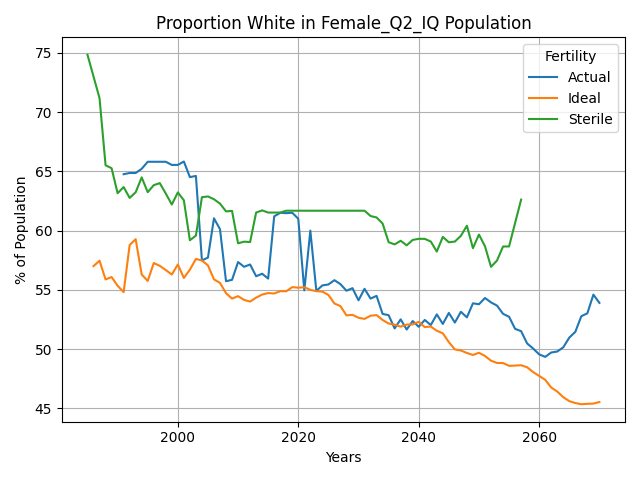 Proportion White in Female_Q2_IQ Population
% of Population
75
70
65
60
55
50
45
2000
2020
2040
2060
Years
Fertility
Actual
Ideal
Sterile